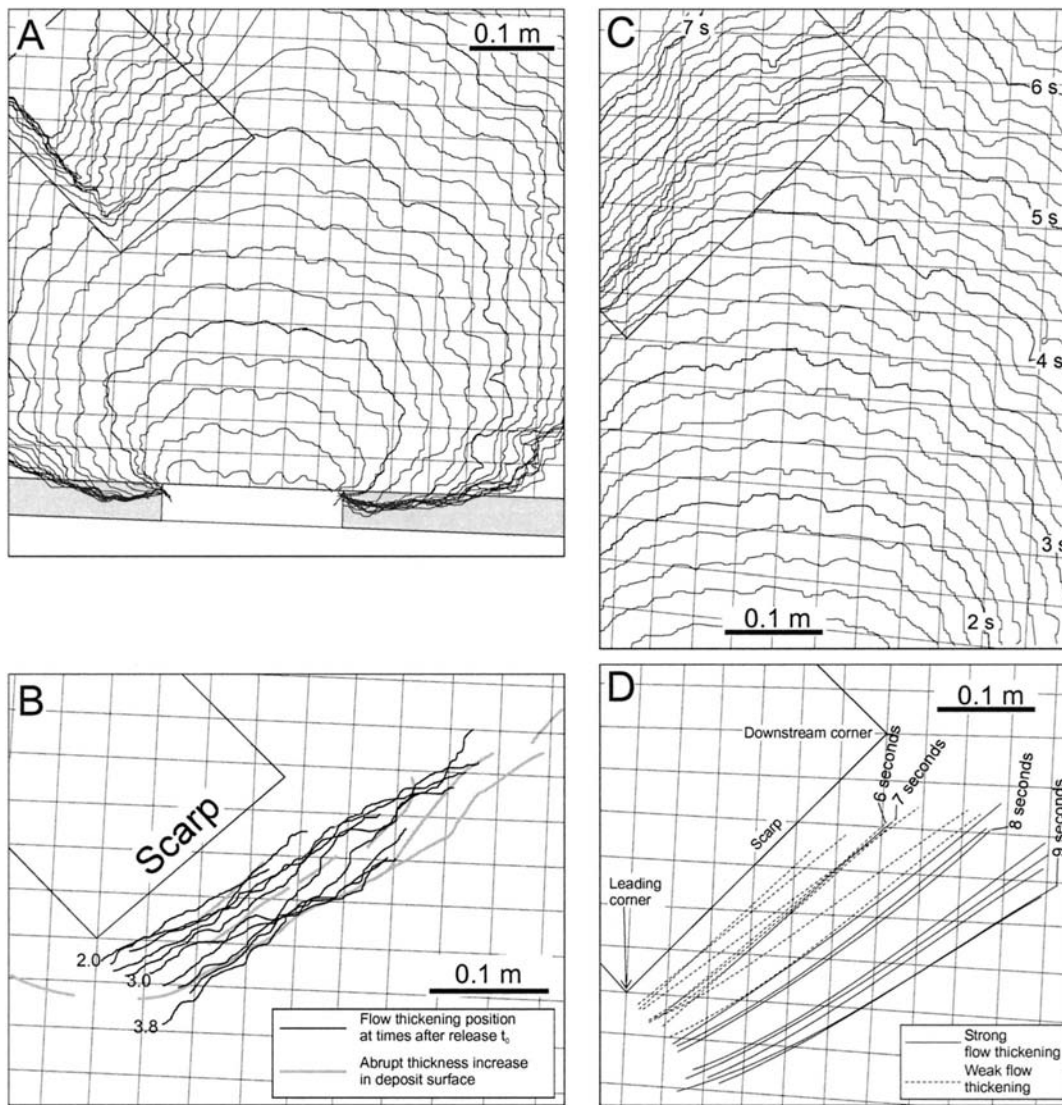 A
0.1 m
C
7 s
6 s
5 s
4 s
3 s
2 s
0.1 m
B
Scarp
2.0
3.0
3.8
0.1 m
Flow thickening position
at times after release t₀
Abrupt thickness increase
in deposit surface
D
0.1 m
Downstream corner
6 seconds
7 seconds
8 seconds
9 seconds
Scarp
Leading
corner
Strong
flow thickening
Weak flow
thickening